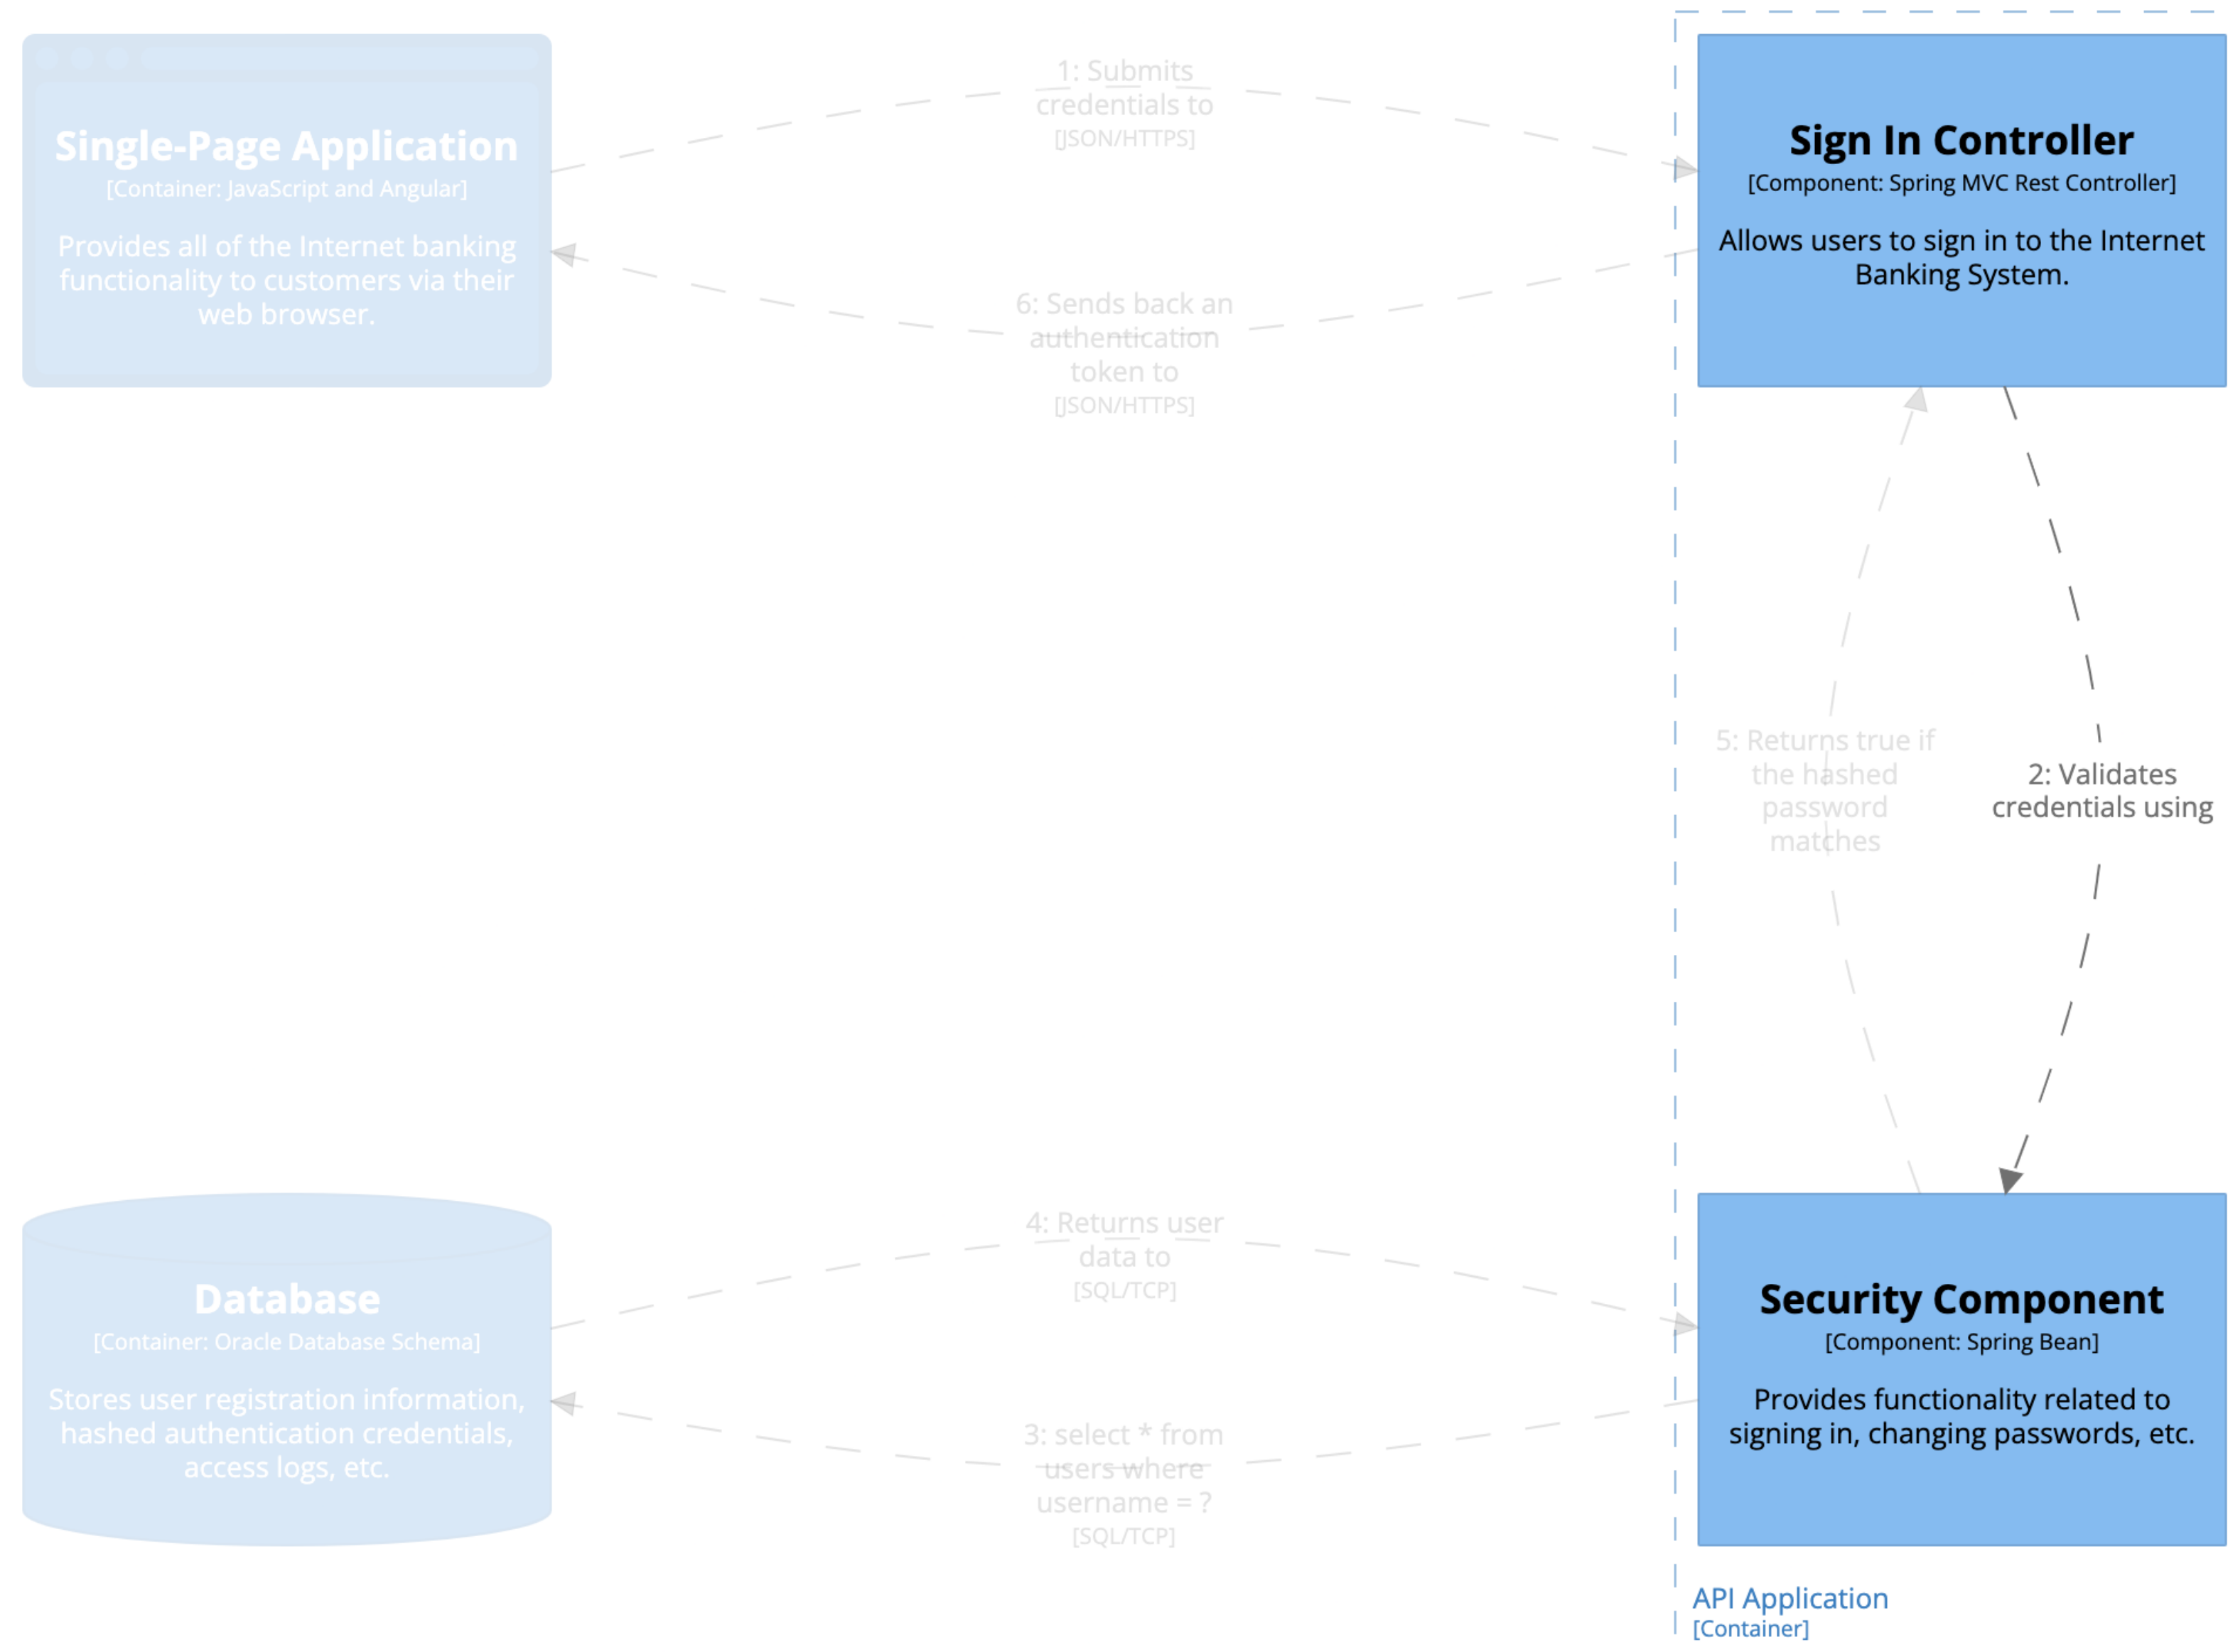 Single-Page Application
[Container: JavaScript and Angular]
Provides all of the Internet banking
functionality to customers via their
web browser.
1: Submits
credentials to
[JSON/HTTPS]
6: Sends back an
authentication
token to
[JSON/HTTPS]
Sign In Controller
[Component: Spring MVC Rest Controller]
Allows users to sign in to the Internet
Banking System.
5: Returns true if
the hashed
password
matches
2: Validates
credentials using
Database
[Container: Oracle Database Schema]
Stores user registration information,
hashed authentication credentials,
access logs, etc.
4: Returns user
data to
[SQL/TCP]
3: select * from
users where
username = ?
[SQL/TCP]
Security Component
[Component: Spring Bean]
Provides functionality related to
signing in, changing passwords, etc.
API Application
[Container]